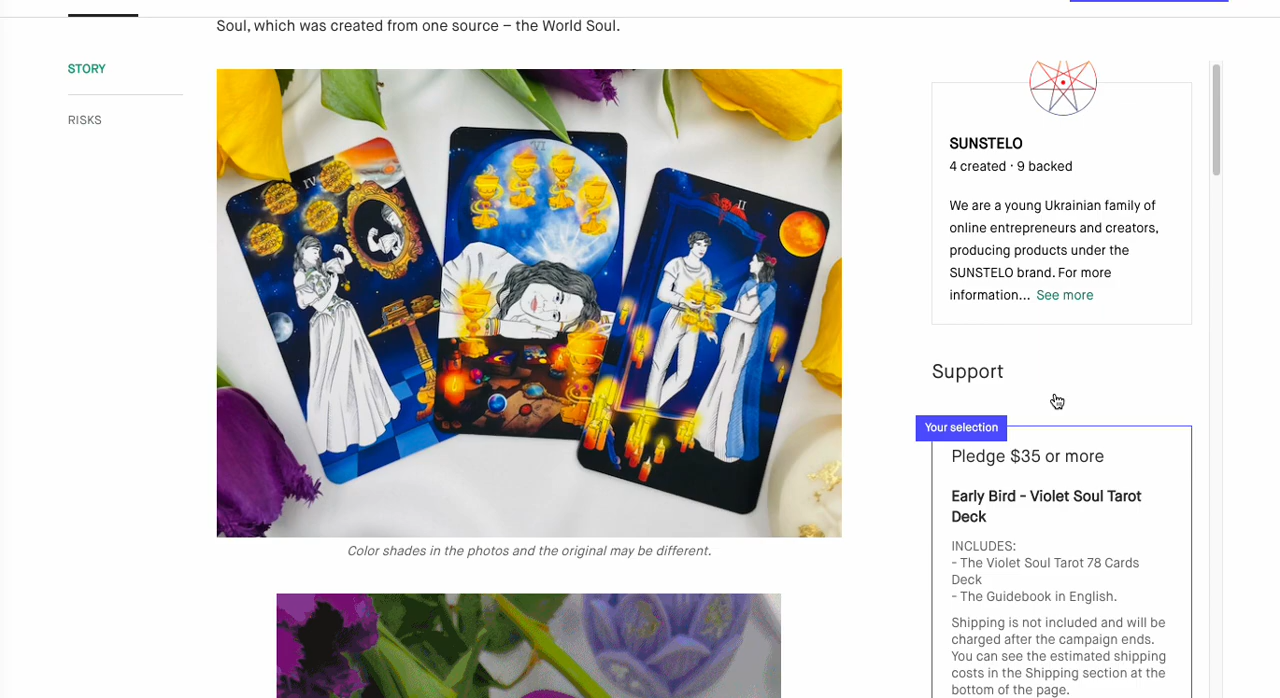 Soul, which was created from one source – the World Soul.
STORY
RISKS
IV
VI
II
Color shades in the photos and the original may be different.
SUNSTELO
4 created · 9 backed
We are a young Ukrainian family of
online entrepreneurs and creators,
producing products under the
SUNSTELO brand. For more
information... See more
Support
Your selection
Pledge $35 or more
Early Bird - Violet Soul Tarot
Deck
INCLUDES:
- The Violet Soul Tarot 78 Cards
Deck
- The Guidebook in English.
Shipping is not included and will be
charged after the campaign ends.
You can see the estimated shipping
costs in the Shipping section at the
bottom of the page.